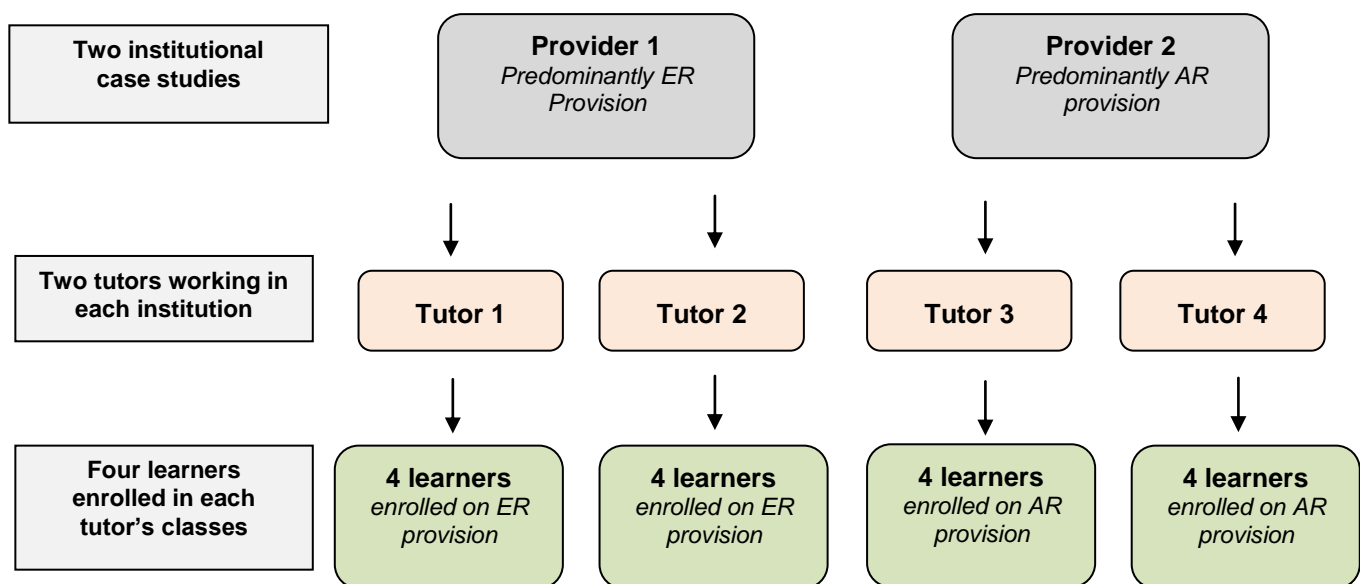 Two institutional
case studies
Provider 1
Predominantly ER
Provision
Provider 2
Predominantly AR
provision
Two tutors working in
each institution
Tutor 1
Tutor 2
Tutor 3
Tutor 4
Four learners
enrolled in each
tutor’s classes
4 learners
enrolled on ER
provision
4 learners
enrolled on ER
provision
4 learners
enrolled on AR
provision
4 learners
enrolled on AR
provision